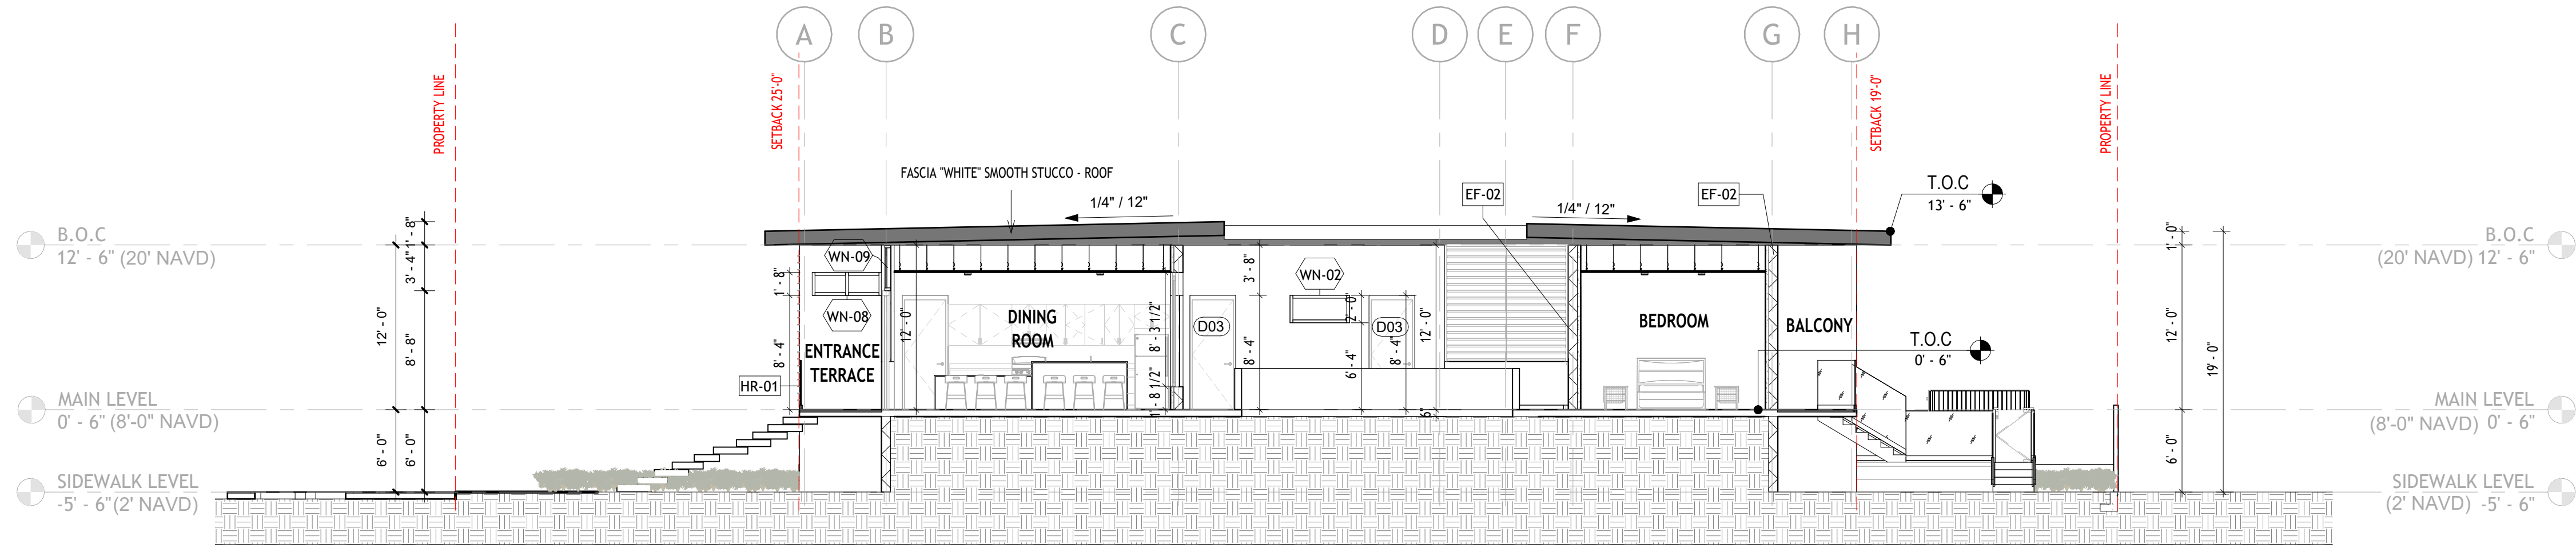 A
B
C
D
E
F
G
H
PROPERTY LINE
SETBACK 25'-0"
SETBACK 19'-0"
PROPERTY LINE
FASCIA "WHITE" SMOOTH STUCCO - ROOF
1/4" / 12"
EF-02
1/4" / 12"
EF-02
T.O.C
13' - 6"
B.O.C
12' - 6" (20' NAVD)
1' - 8"
3' - 4"
12' - 0"
8' - 8"
6' - 0"
6' - 0"
MAIN LEVEL
0' - 6" (8'-0" NAVD)
SIDEWALK LEVEL
-5' - 6" (2' NAVD)
WN-09
1' - 8"
WN-08
8' - 4"
ENTRANCE
TERRACE
HR-01
12' - 0"
DINING
ROOM
8' - 3 1/2"
1' - 8 1/2"
D03
3' - 8"
8' - 4"
WN-02
2' - 0"
6' - 4"
D03
8' - 4"
12' - 0"
6"
BEDROOM
BALCONY
T.O.C
0' - 6"
1' - 0"
12' - 0"
19' - 0"
6' - 0"
B.O.C
(20' NAVD) 12' - 6"
MAIN LEVEL
(8'-0" NAVD) 0' - 6"
SIDEWALK LEVEL
(2' NAVD) -5' - 6"